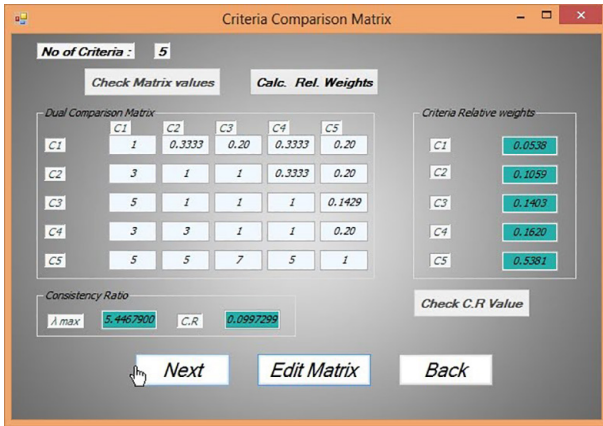 Criteria Comparison Matrix
No of Criteria : 5
Check Matrix values Calc. Rel. Weights
Dual Comparison Matrix
C1 C2 C3 C4 C5
C1 1 0.3333 0.20 0.3333 0.20
C2 3 1 1 0.3333 0.20
C3 5 1 1 1 0.1429
C4 3 3 1 1 0.20
C5 5 5 7 5 1
Criteria Relative weights
C1 0.0538
C2 0.1059
C3 0.1403
C4 0.1620
C5 0.5381
Consistency Ratio
λ max 5.4467900 C.R 0.0997299
Check C.R Value
Next Edit Matrix Back